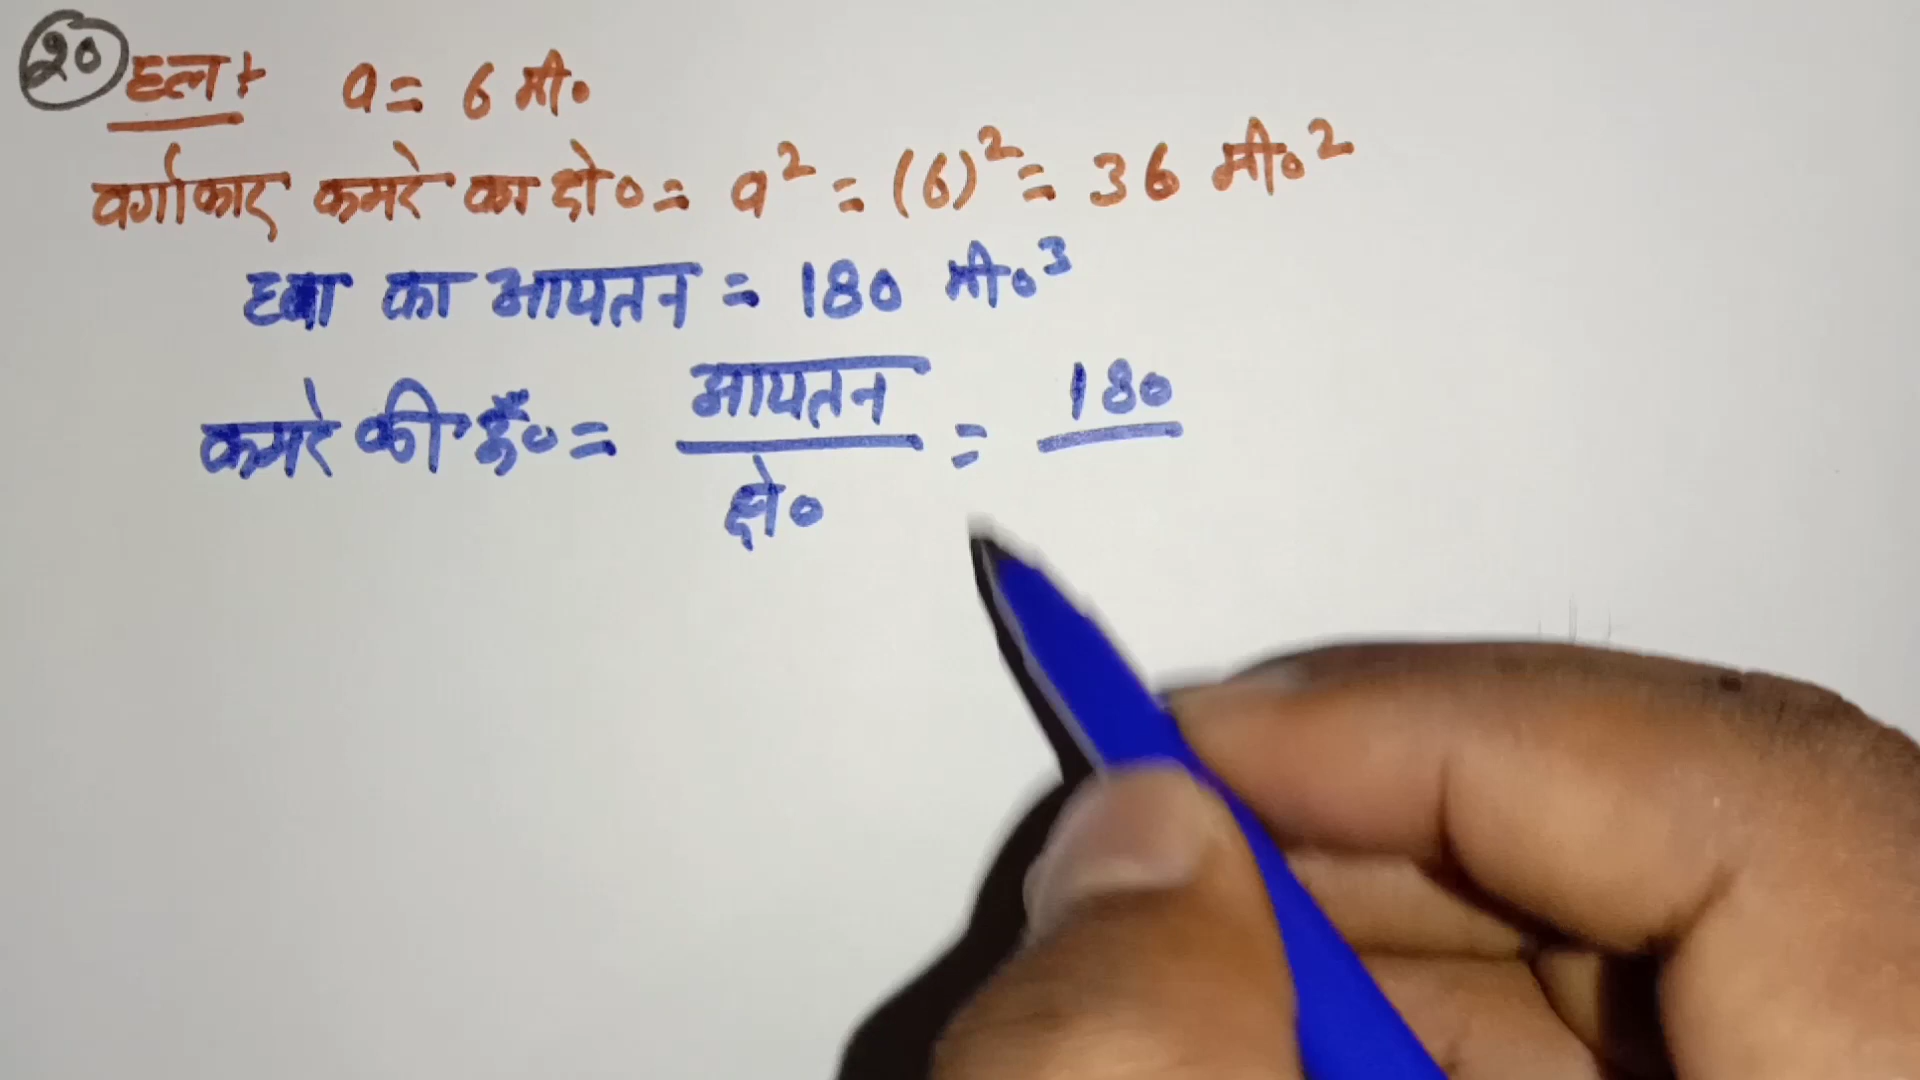 20 हल → a = 6 मी०
वर्गाकार कमरे का क्षे० = a² = (6)² = 36 मी०²
हवा का आयतन = 180 मी०³
कमरे की ऊँ० = आयतन / क्षे० = 180